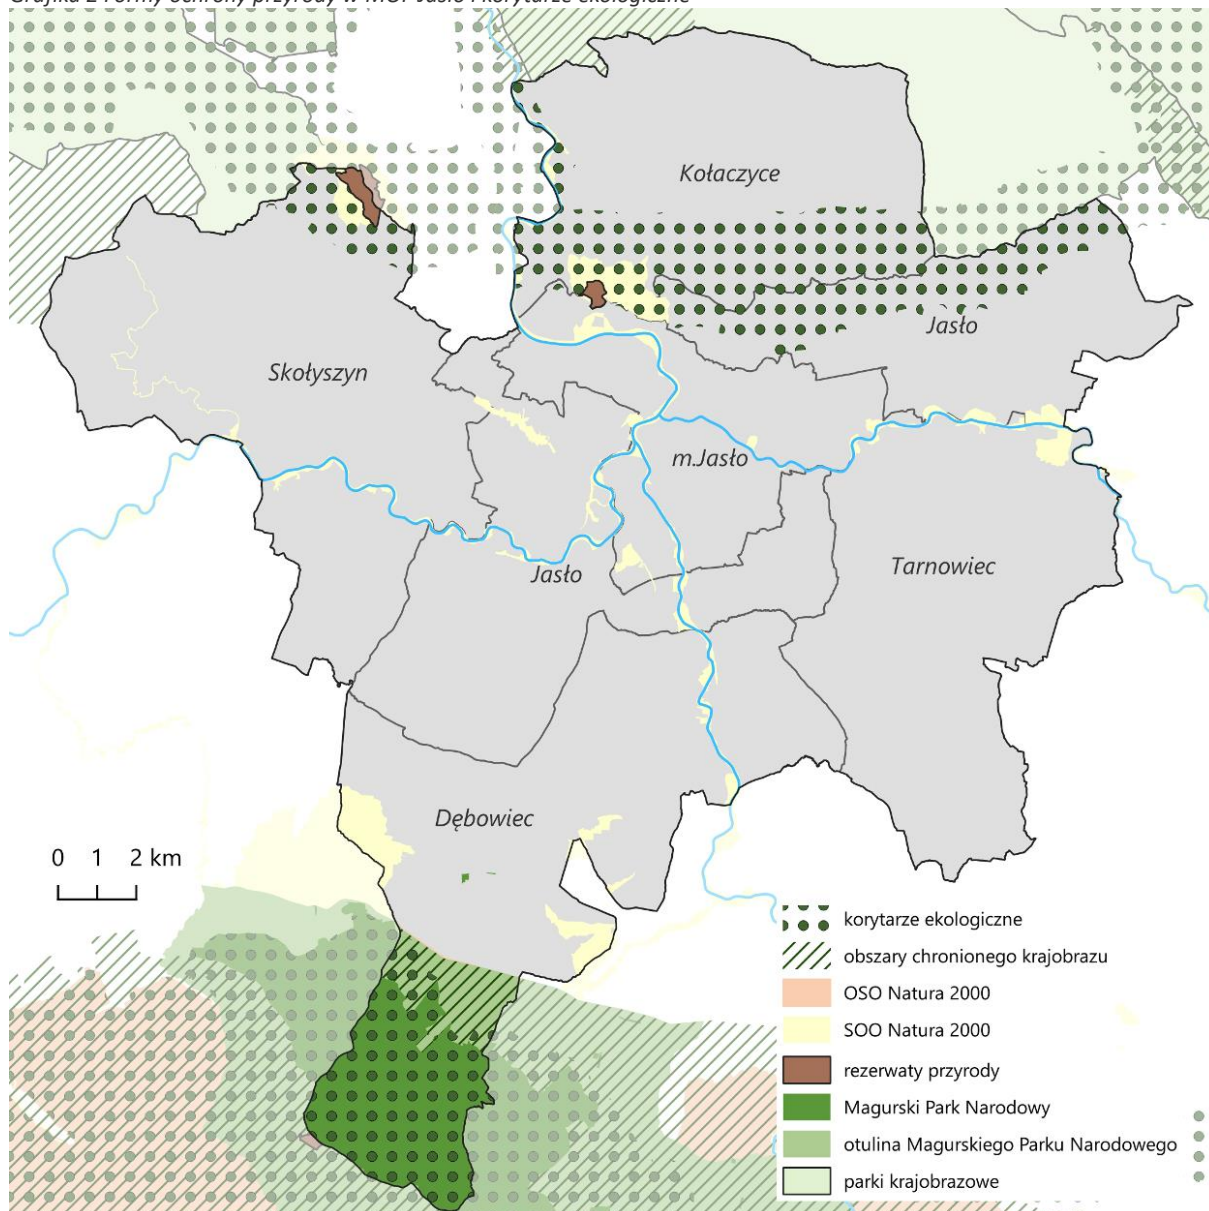 Grafika 2 Formy ochrony przyrody w MOF Jasło i korytarze ekologiczne
Kołaczyce
Jasło
Skołyszyn
m.Jasło
Jasło
Tarnowiec
Dębowiec
0 1 2 km
korytarze ekologiczne
obszary chronionego krajobrazu
OSO Natura 2000
SOO Natura 2000
rezerwaty przyrody
Magurski Park Narodowy
otulina Magurskiego Parku Narodowego
parki krajobrazowe